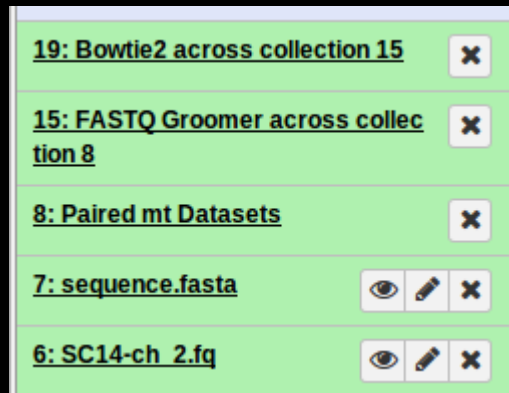 19: Bowtie2 across collection 15
15: FASTQ Groomer across collec
tion 8
8: Paired mt Datasets
7: sequence.fasta
6: SC14-ch_2.fq